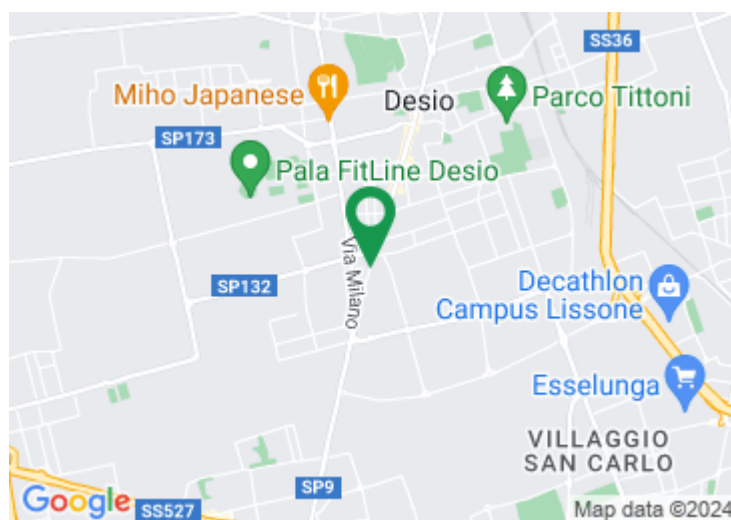 SS36
Miho Japanese
Desio
Parco Tittoni
SP173
Pala FitLine Desio
Via Milano
SP132
Decathlon
Campus Lissone
Esselunga
VILLAGGIO
SAN CARLO
SP9
Google
SS527
Map data ©2024